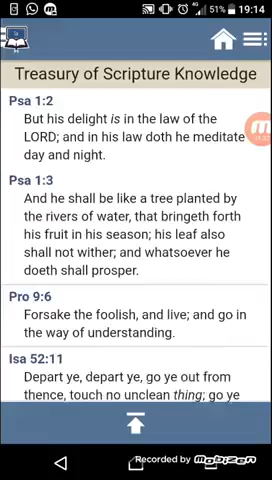 51% 19:14
Treasury of Scripture Knowledge
Psa 1:2
But his delight is in the law of the
LORD; and in his law doth he meditate
day and night.
Psa 1:3
And he shall be like a tree planted by
the rivers of water, that bringeth forth
his fruit in his season; his leaf also
shall not wither; and whatsoever he
doeth shall prosper.
Pro 9:6
Forsake the foolish, and live; and go in
the way of understanding.
Isa 52:11
Depart ye, depart ye, go ye out from
thence, touch no unclean thing; go ye
Recorded by mobizen